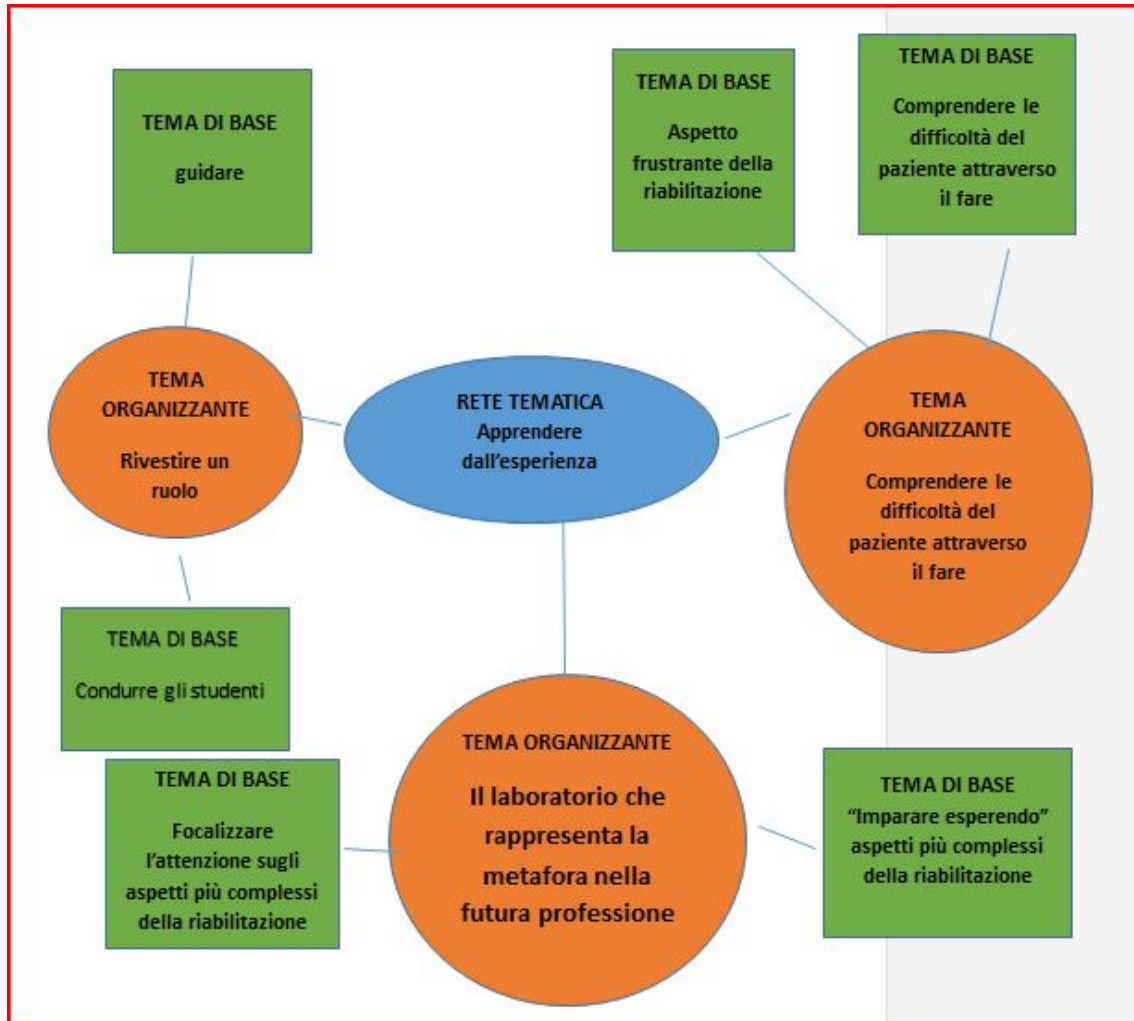 TEMA DI BASE
guidare
TEMA DI BASE
Aspetto
frustrante della
riabilitazione
TEMA DI BASE
Comprendere le
difficoltà del
paziente attraverso
il fare
TEMA
ORGANIZZANTE
Rivestire un
ruolo
RETE TEMATICA
Apprendere
dall'esperienza
TEMA
ORGANIZZANTE
Comprendere le
difficoltà del
paziente attraverso
il fare
TEMA DI BASE
Condurre gli studenti
TEMA DI BASE
Focalizzare
l'attenzione sugli
aspetti più complessi
della riabilitazione
TEMA ORGANIZZANTE
Il laboratorio che
rappresenta la
metafora nella
futura professione
TEMA DI BASE
“Imparare esperendo”
aspetti più complessi
della riabilitazione